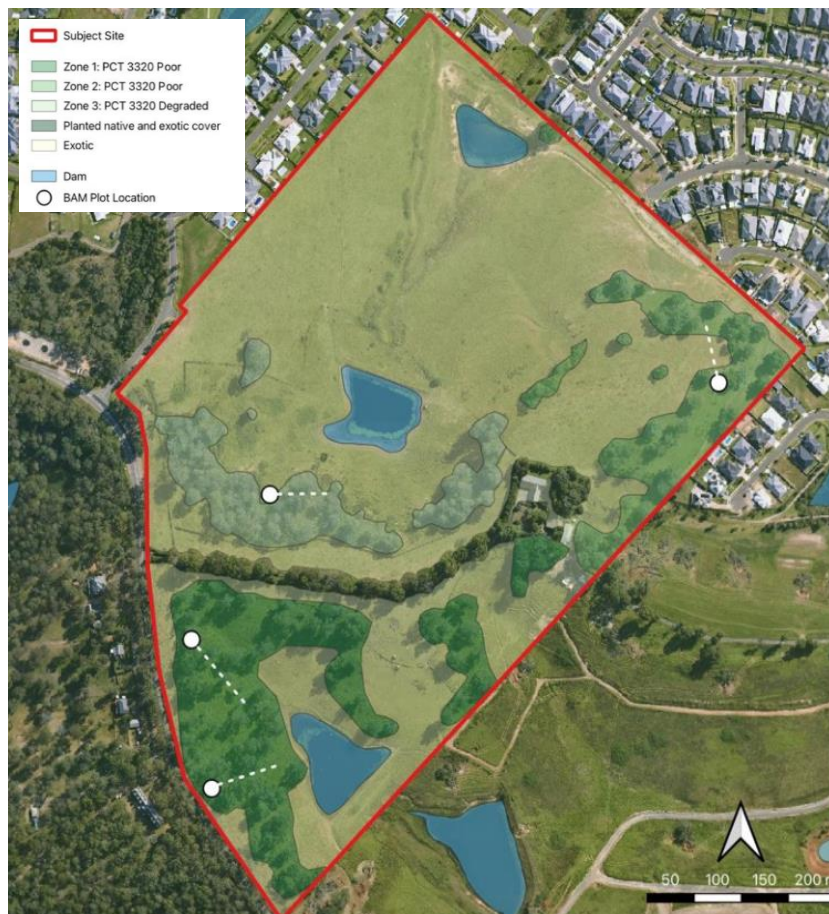 Subject Site
Zone 1: PCT 3320 Poor
Zone 2: PCT 3320 Poor
Zone 3: PCT 3320 Degraded
Planted native and exotic cover
Exotic
Dam
BAM Plot Location
50 100 150 200 m